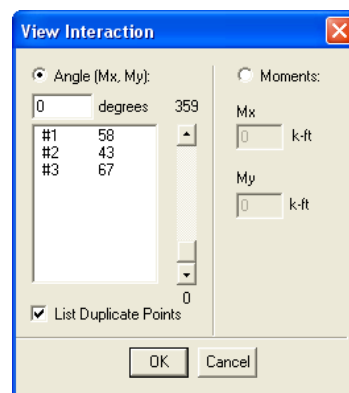 View Interaction
Angle (Mx, My):
0 degrees 359
#1 58
#2 43
#3 67
0
List Duplicate Points
Moments:
Mx
0 k-ft
My
0 k-ft
OK Cancel